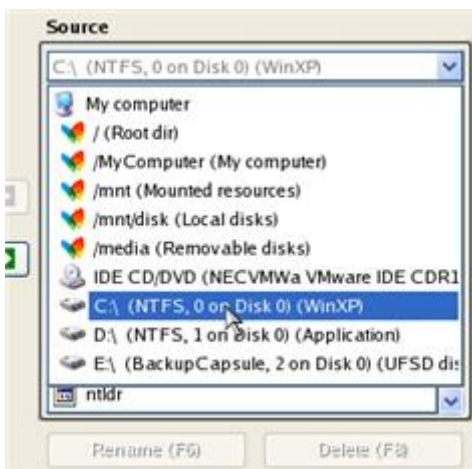 Source
C:\ (NTFS, 0 on Disk 0) (WinXP)
My computer
/ (Root dir)
/MyComputer (My computer)
/mnt (Mounted resources)
/mnt/disk (Local disks)
/media (Removable disks)
IDE CD/DVD (NECVMWa VMware IDE CDR1
C:\ (NTFS, 0 on Disk 0) (WinXP)
D:\ (NTFS, 1 on Disk 0) (Application)
E:\ (BackupCapsule, 2 on Disk 0) (UFSD di
ntldr
Rename (F6) Delete (F8)